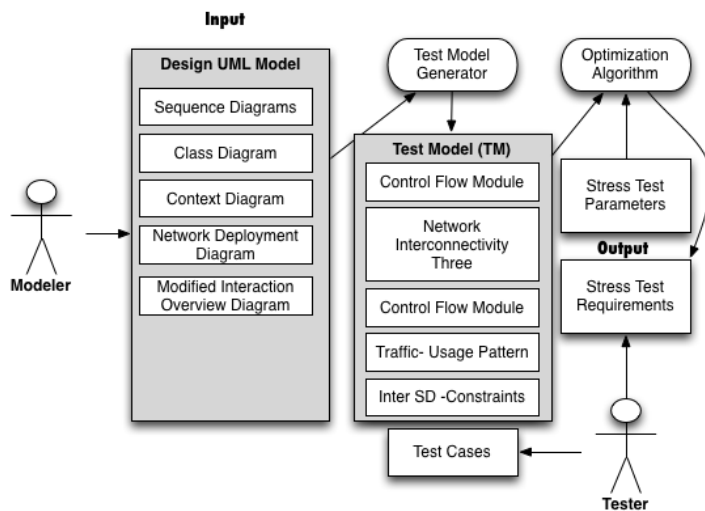 Input
Design UML Model
Sequence Diagrams
Class Diagram
Context Diagram
Network Deployment
Diagram
Modified Interaction
Overview Diagram
Modeler
Test Model
Generator
Test Model (TM)
Control Flow Module
Network
Interconnectivity
Three
Control Flow Module
Traffic- Usage Pattern
Inter SD -Constraints
Test Cases
Optimization
Algorithm
Stress Test
Parameters
Output
Stress Test
Requirements
Tester